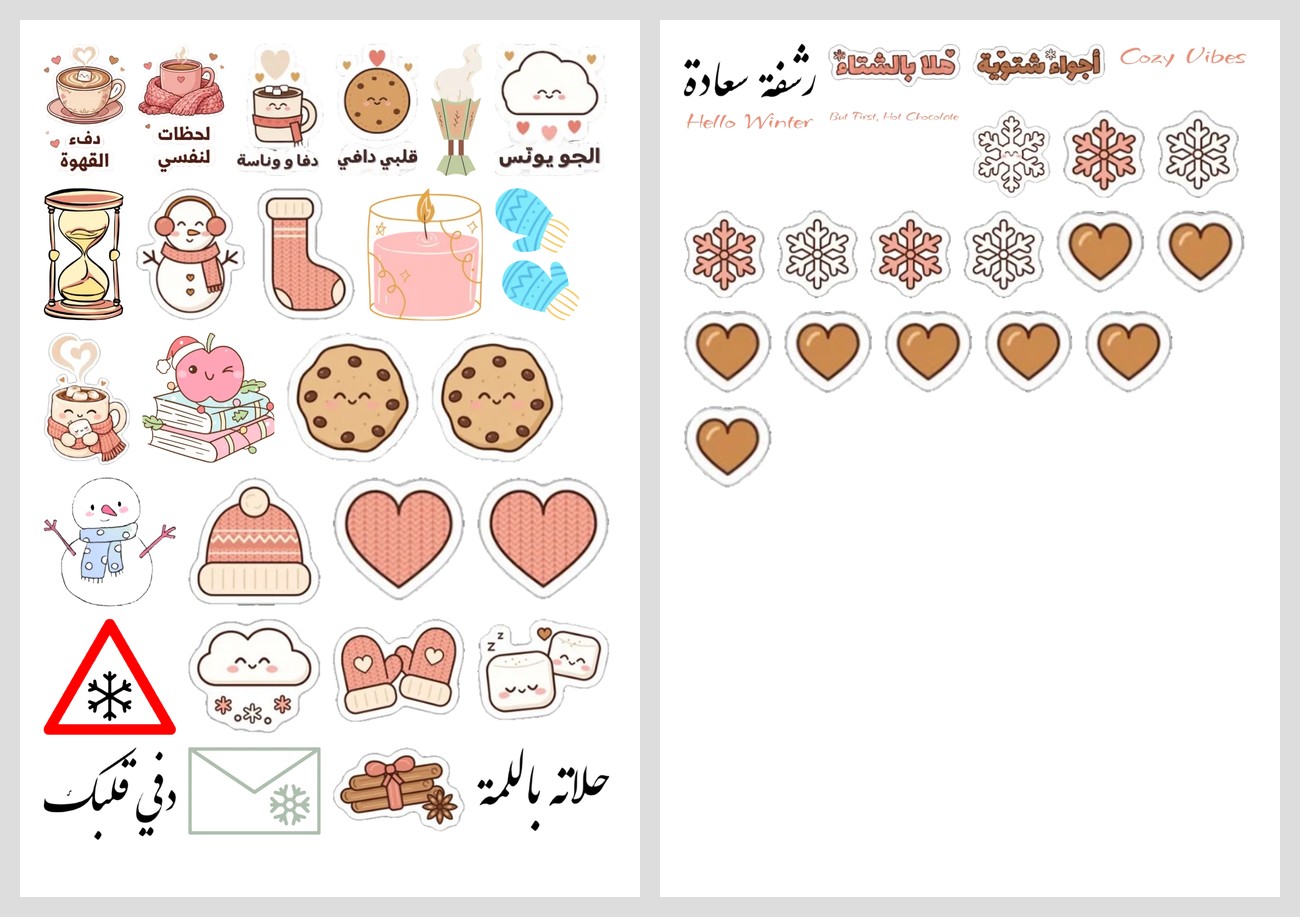 دفء
القهوة
لحظات
لنفسي
دفا و وناسة
قلبي دافي
الجو يونّس
z
z
دفي قلبك
حلاته باللمة
رشفة سعادة
هلا بالشتاء
أجواء شتوية
Cozy Vibes
Hello Winter
But First, Hot Chocolate